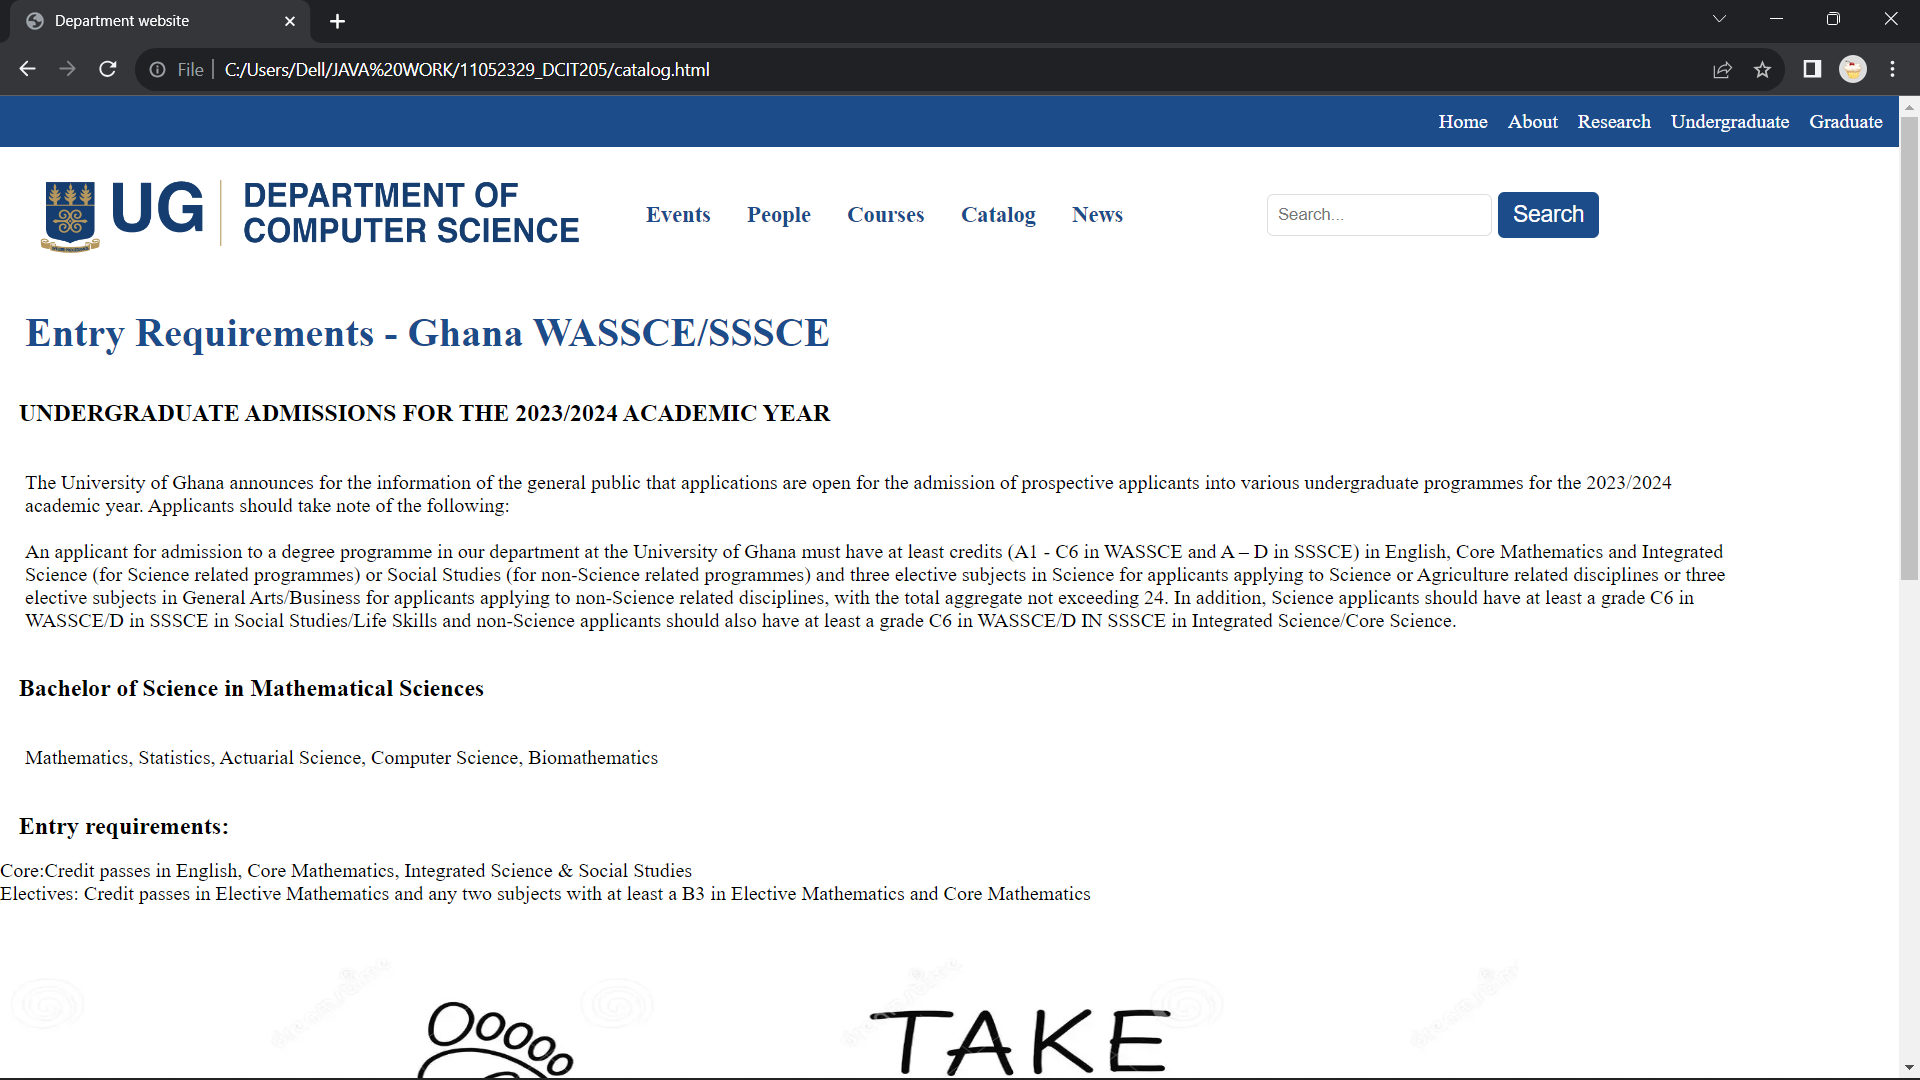 Department website
File
C:/Users/Dell/JAVA%20WORK/11052329_DCIT205/catalog.html
Home About Research Undergraduate Graduate
UG DEPARTMENT OF
COMPUTER SCIENCE
Events People Courses Catalog News
Search...
Search
Entry Requirements - Ghana WASSCE/SSSCE
UNDERGRADUATE ADMISSIONS FOR THE 2023/2024 ACADEMIC YEAR
The University of Ghana announces for the information of the general public that applications are open for the admission of prospective applicants into various undergraduate programmes for the 2023/2024
academic year. Applicants should take note of the following:
An applicant for admission to a degree programme in our department at the University of Ghana must have at least credits (A1 - C6 in WASSCE and A – D in SSSCE) in English, Core Mathematics and Integrated
Science (for Science related programmes) or Social Studies (for non-Science related programmes) and three elective subjects in Science for applicants applying to Science or Agriculture related disciplines or three
elective subjects in General Arts/Business for applicants applying to non-Science related disciplines, with the total aggregate not exceeding 24. In addition, Science applicants should have at least a grade C6 in
WASSCE/D in SSSCE in Social Studies/Life Skills and non-Science applicants should also have at least a grade C6 in WASSCE/D IN SSSCE in Integrated Science/Core Science.
Bachelor of Science in Mathematical Sciences
Mathematics, Statistics, Actuarial Science, Computer Science, Biomathematics
Entry requirements:
Core:Credit passes in English, Core Mathematics, Integrated Science & Social Studies
Electives: Credit passes in Elective Mathematics and any two subjects with at least a B3 in Elective Mathematics and Core Mathematics
TAKE